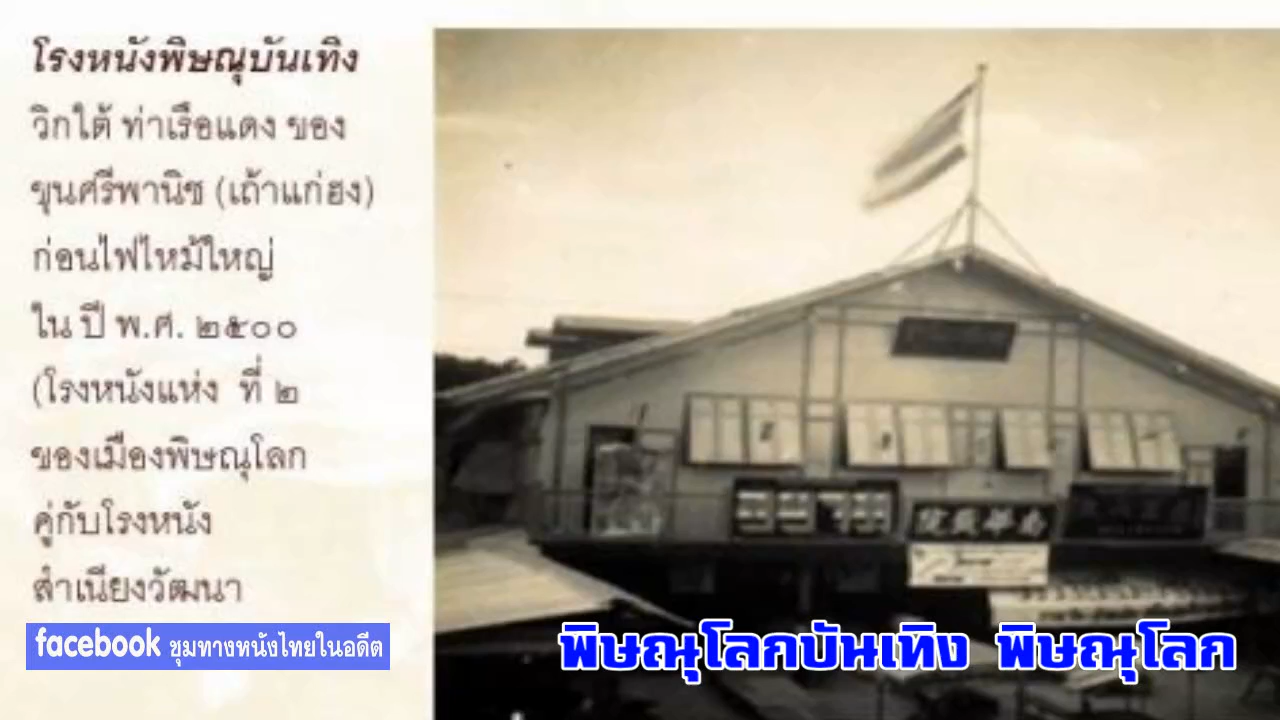 โรงหนังพิษณุบันเทิง
วิกใต้ ท่าเรือแดง ของ
ขุนศรีพานิช (เถ้าแก่ฮง)
ก่อนไฟไหม้ใหญ่
ใน ปี พ.ศ. ๒๕๐๐
(โรงหนังแห่ง ที่ ๒
ของเมืองพิษณุโลก
คู่กับโรงหนัง
สำเนียงวัฒนา
facebook ชุมทางหนังไทยในอดีต
พิษณุโลกบันเทิง พิษณุโลก